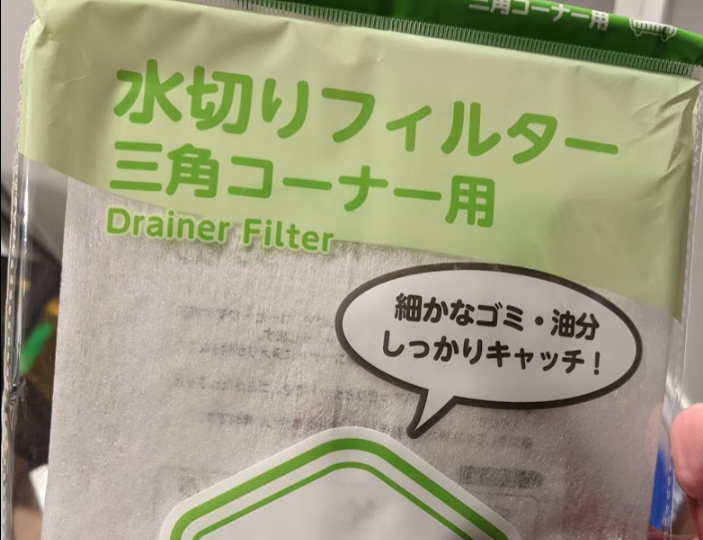 三角コーナー用
水切りフィルター
三角コーナー用
Drainer Filter
細かなゴミ・油分
しっかりキャッチ！